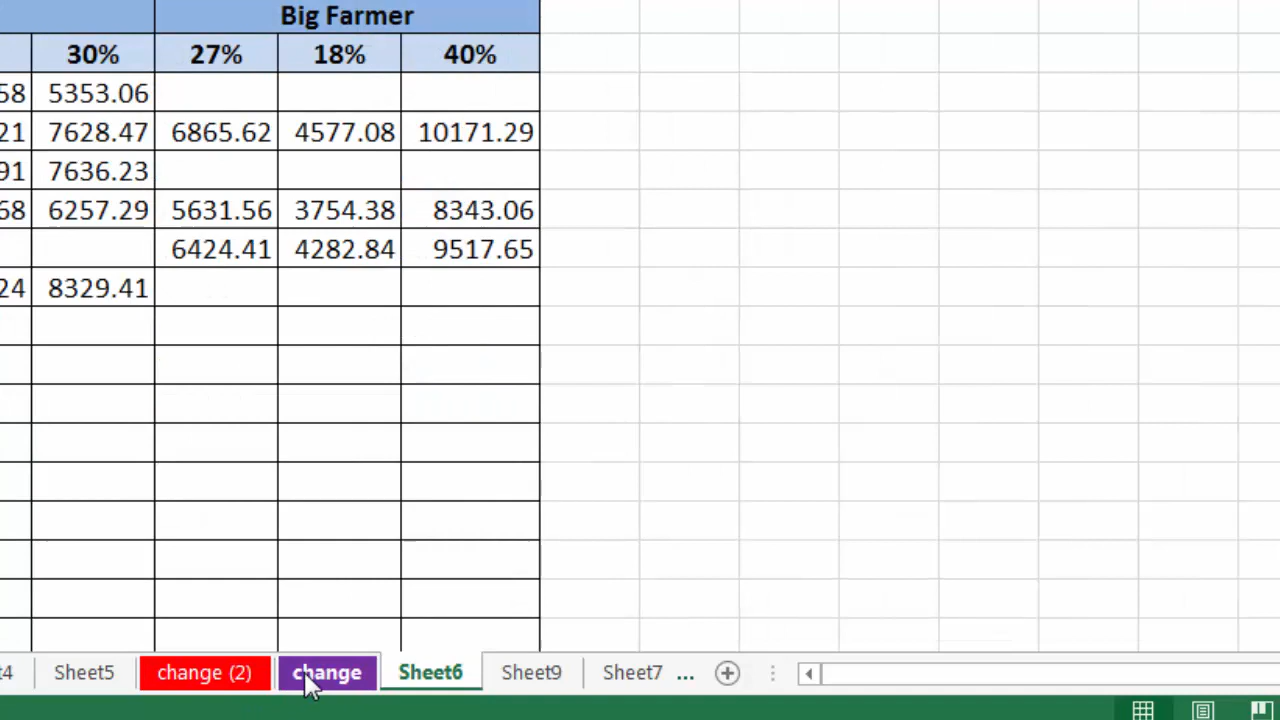 Big Farmer
30% 27% 18% 40%
58 5353.06
21 7628.47 6865.62 4577.08 10171.29
91 7636.23
68 6257.29 5631.56 3754.38 8343.06
6424.41 4282.84 9517.65
24 8329.41
t4 Sheet5 change (2) change Sheet6 Sheet9 Sheet7 ...